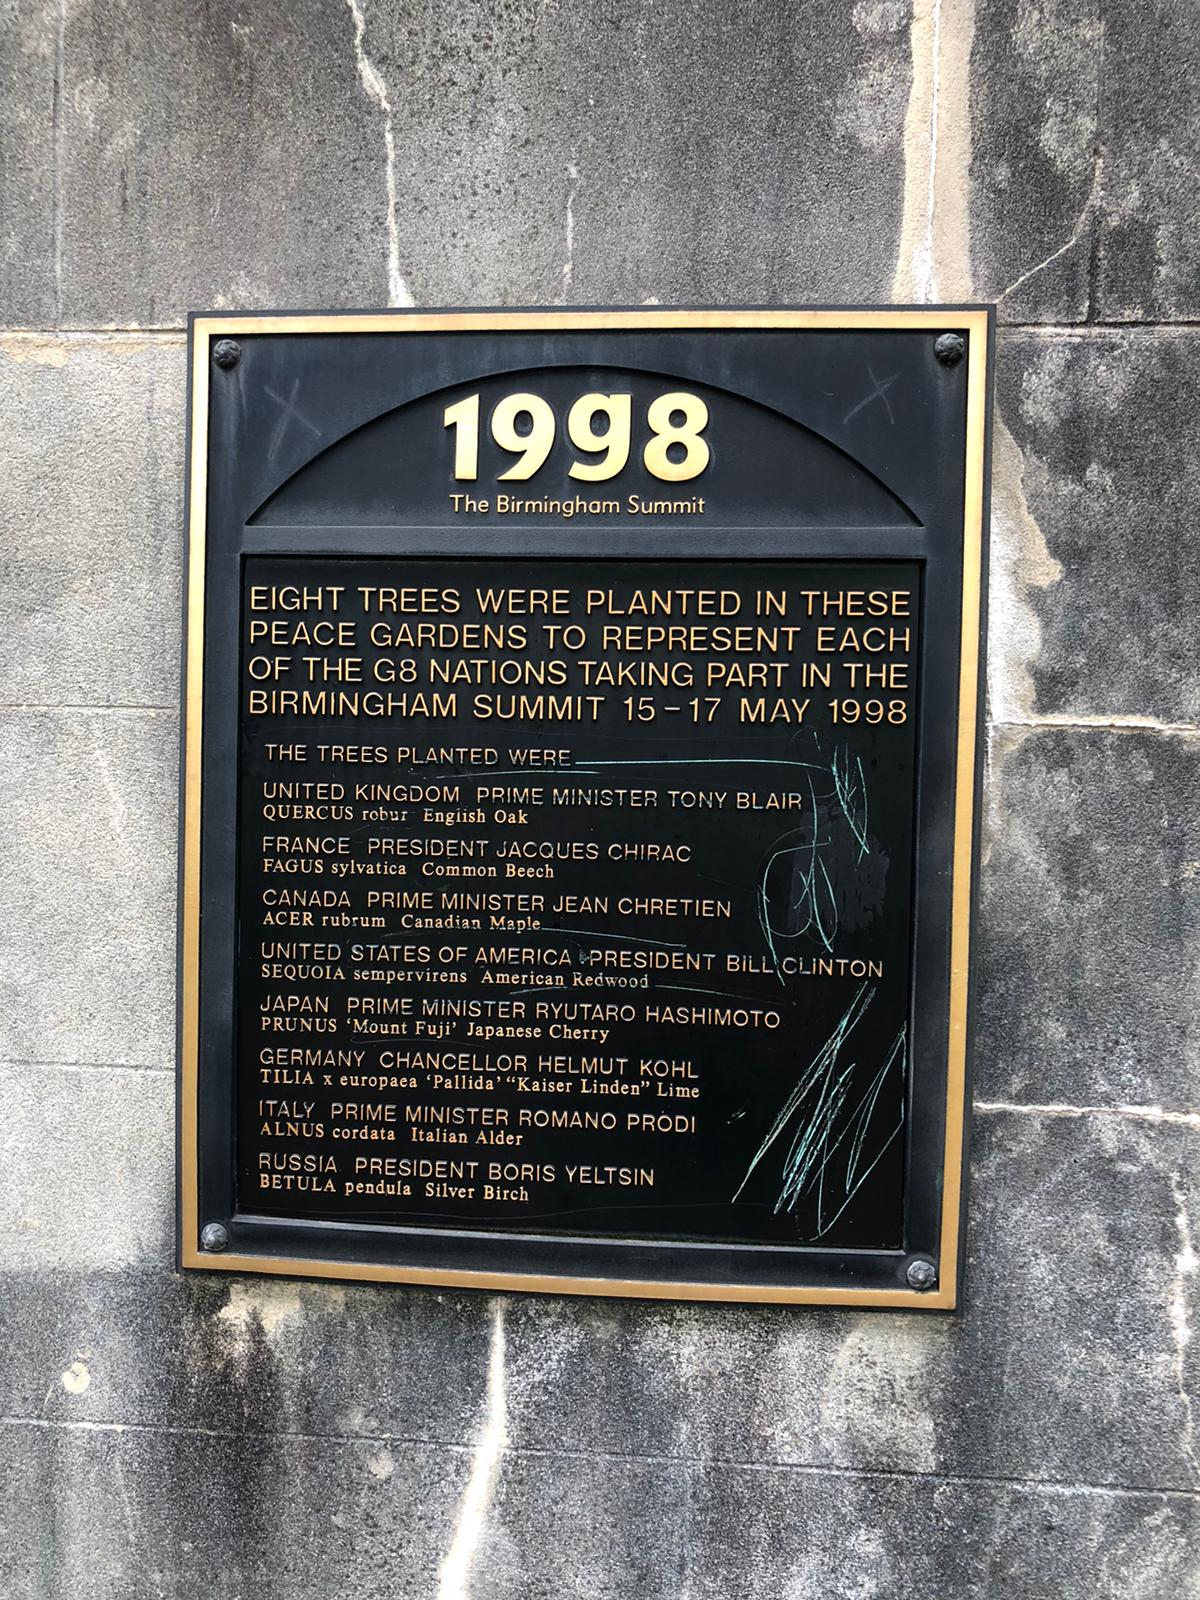 1998
The Birmingham Summit
EIGHT TREES WERE PLANTED IN THESE
PEACE GARDENS TO REPRESENT EACH
OF THE G8 NATIONS TAKING PART IN THE
BIRMINGHAM SUMMIT 15-17 MAY 1998
THE TREES PLANTED WERE
UNITED KINGDOM PRIME MINISTER TONY BLAIR
QUERCUS robur English Oak
FRANCE PRESIDENT JACQUES CHIRAC
FAGUS sylvatica Common Beech
CANADA PRIME MINISTER JEAN CHRETIEN
ACER rubrum Canadian Maple
UNITED STATES OF AMERICA PRESIDENT BILL CLINTON
SEQUOIA sempervirens American Redwood
JAPAN PRIME MINISTER RYUTARO HASHIMOTO
PRUNUS 'Mount Fuji' Japanese Cherry
GERMANY CHANCELLOR HELMUT KOHL
TILIA x europaea 'Pallida' "Kaiser Linden" Lime
ITALY PRIME MINISTER ROMANO PRODI
ALNUS cordata Italian Alder
RUSSIA PRESIDENT BORIS YELTSIN
BETULA pendula Silver Birch